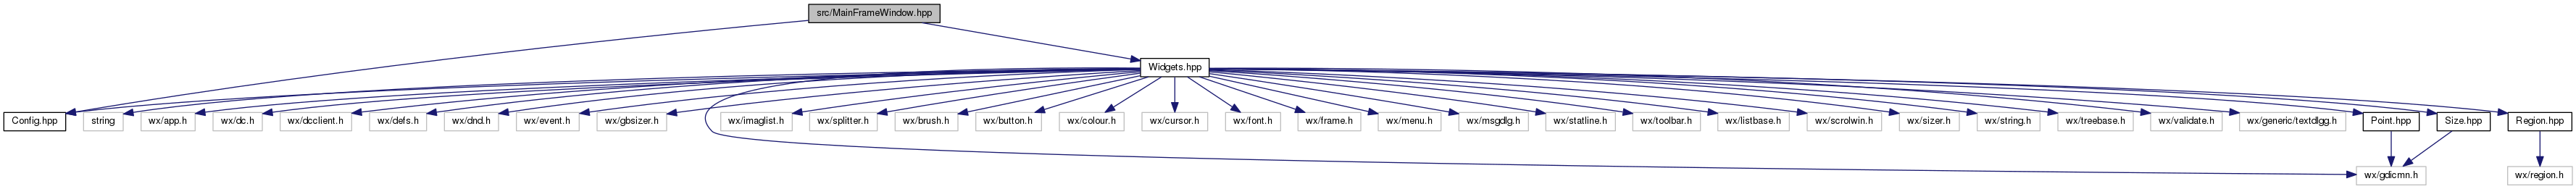 src/MainFrameWindow.hpp
Widgets.hpp
Config.hpp
string
wx/app.h
wx/dc.h
wx/dcclient.h
wx/defs.h
wx/dnd.h
wx/event.h
wx/gbsizer.h
wx/imaglist.h
wx/splitter.h
wx/brush.h
wx/button.h
wx/colour.h
wx/cursor.h
wx/font.h
wx/frame.h
wx/menu.h
wx/msgdlg.h
wx/statline.h
wx/toolbar.h
wx/listbase.h
wx/scrolwin.h
wx/sizer.h
wx/string.h
wx/treebase.h
wx/validate.h
wx/generic/textdlgg.h
Point.hpp
Size.hpp
Region.hpp
wx/gdicmn.h
wx/region.h